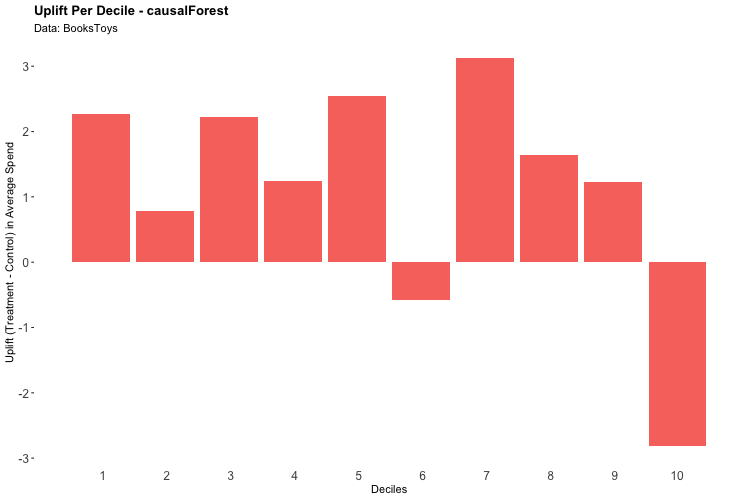 Uplift Per Decile - causalForest
Data: BooksToys
Uplift (Treatment - Control) in Average Spend
3
2
1
0
-1
-2
-3
1 2 3 4 5 6 7 8 9 10
Deciles